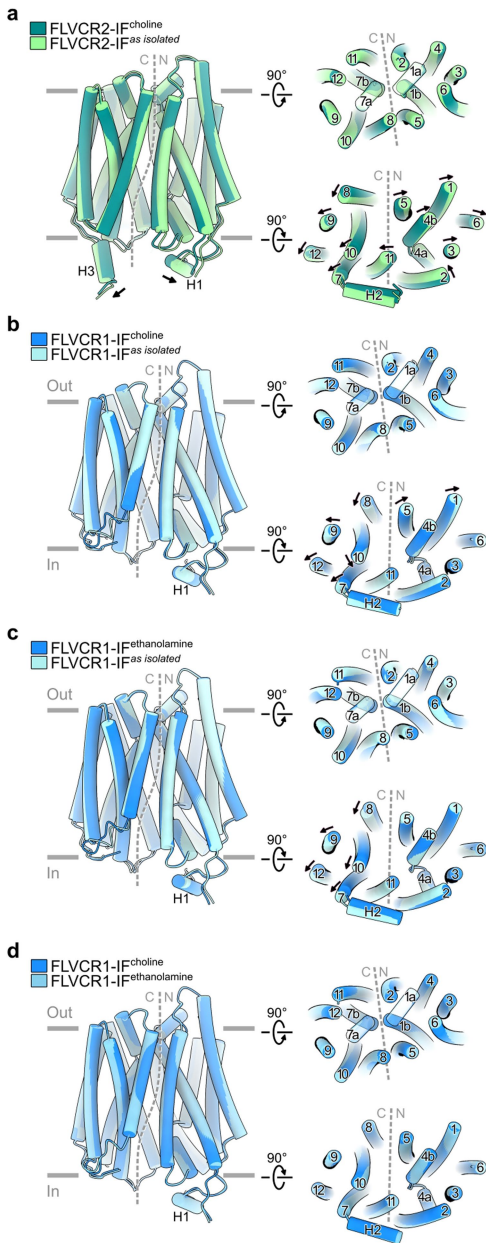 a
FLVCR2-IFcholine
FLVCR2-IFas isolated
C N
90°
90°
H3
H1
C N
11 2 4 1a 3
12 7b 1b 6
7a
9 8 5
10
C N
8 5 1
9 4b 6
12 10 11 4a 3
7 2
H2
b
FLVCR1-IFcholine
FLVCR1-IFas isolated
Out
In
C N
90°
90°
H1
C N
11 2 1a 4 3
12 7b 1b 6
7a
9 8 5
10
C N
8 5 1
9 4b 6
12 10 11 4a 3
7 2
H2
c
FLVCR1-IFethanolamine
FLVCR1-IFas isolated
Out
In
C N
90°
90°
H1
C N
11 2 1a 4 3
12 7b 1b 6
7a
9 8 5
10
C N
8 5 1
9 4b 6
12 10 11 4a 3
7 2
H2
d
FLVCR1-IFcholine
FLVCR1-IFethanolamine
Out
In
C N
90°
90°
H1
C N
11 2 1a 4 3
12 7b 1b 6
7a
9 8 5
10
C N
8 5 1
9 4b 6
12 10 11 4a 3
7 2
H2